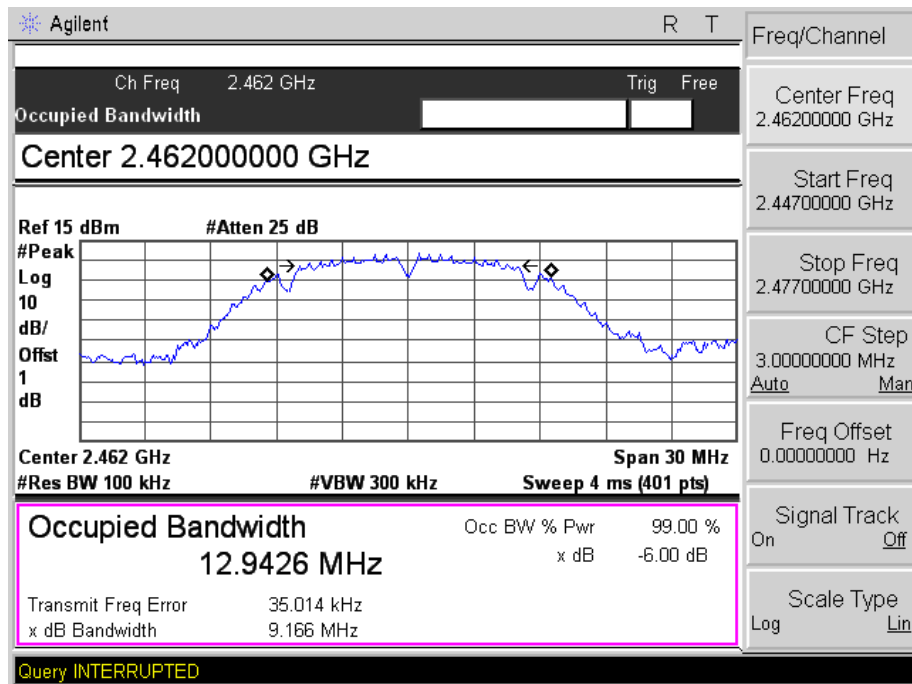 Agilent R T
Ch Freq 2.462 GHz Trig Free
Occupied Bandwidth
Center 2.462000000 GHz
Ref 15 dBm #Atten 25 dB
#Peak
Log
10
dB/
Offst
1
dB
Center 2.462 GHz Span 30 MHz
#Res BW 100 kHz #VBW 300 kHz Sweep 4 ms (401 pts)
Occupied Bandwidth Occ BW % Pwr 99.00 %
12.9426 MHz x dB -6.00 dB
Transmit Freq Error 35.014 kHz
x dB Bandwidth 9.166 MHz
Query INTERRUPTED
Freq/Channel
Center Freq
2.46200000 GHz
Start Freq
2.44700000 GHz
Stop Freq
2.47700000 GHz
CF Step
3.00000000 MHz
Auto Man
Freq Offset
0.00000000 Hz
Signal Track
On Off
Scale Type
Log Lin